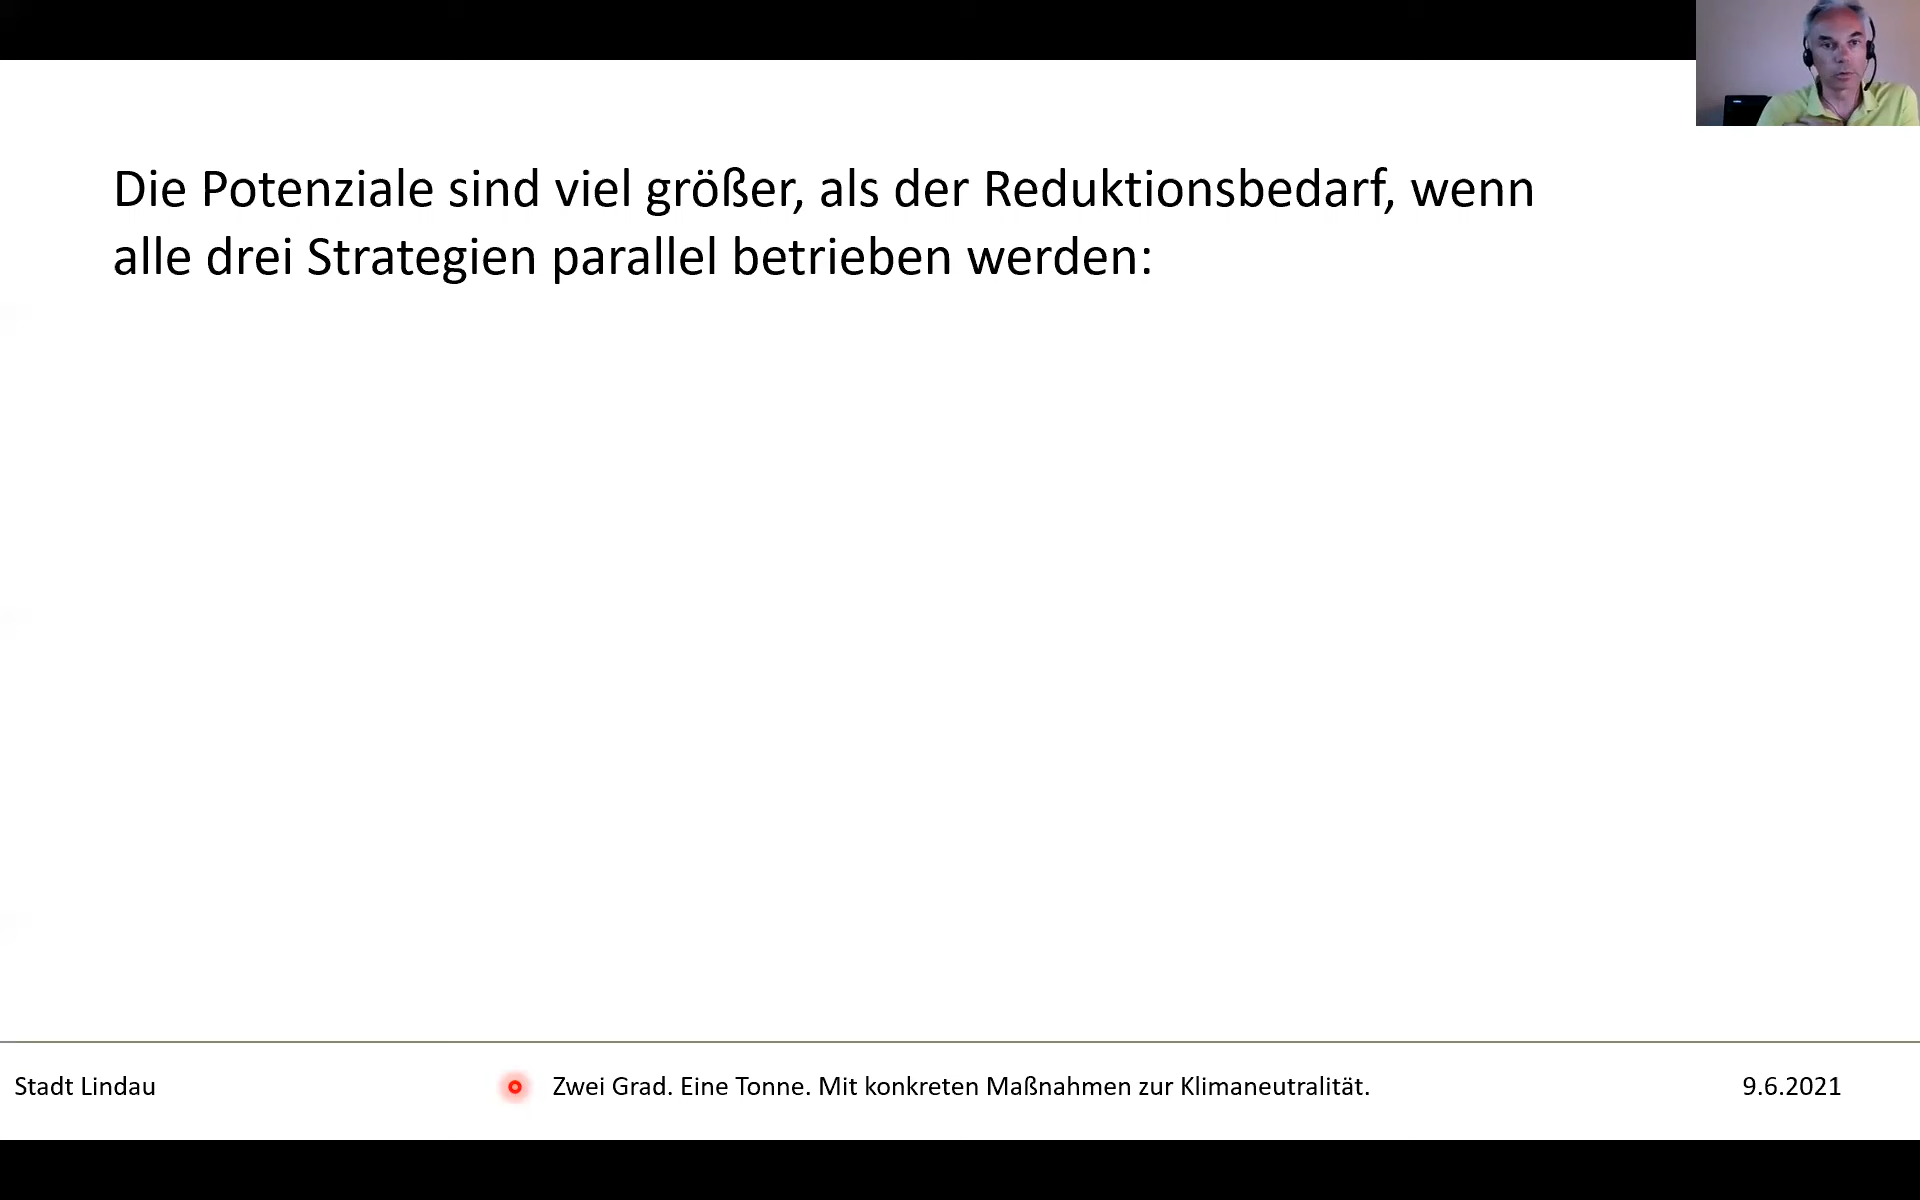 Die Potenziale sind viel größer, als der Reduktionsbedarf, wenn
alle drei Strategien parallel betrieben werden:
Stadt Lindau
Zwei Grad. Eine Tonne. Mit konkreten Maßnahmen zur Klimaneutralität.
9.6.2021